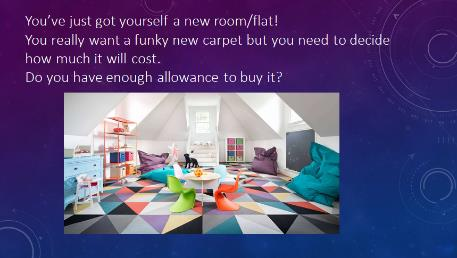 You’ve just got yourself a new room/flat!
You really want a funky new carpet but you need to decide
how much it will cost.
Do you have enough allowance to buy it?